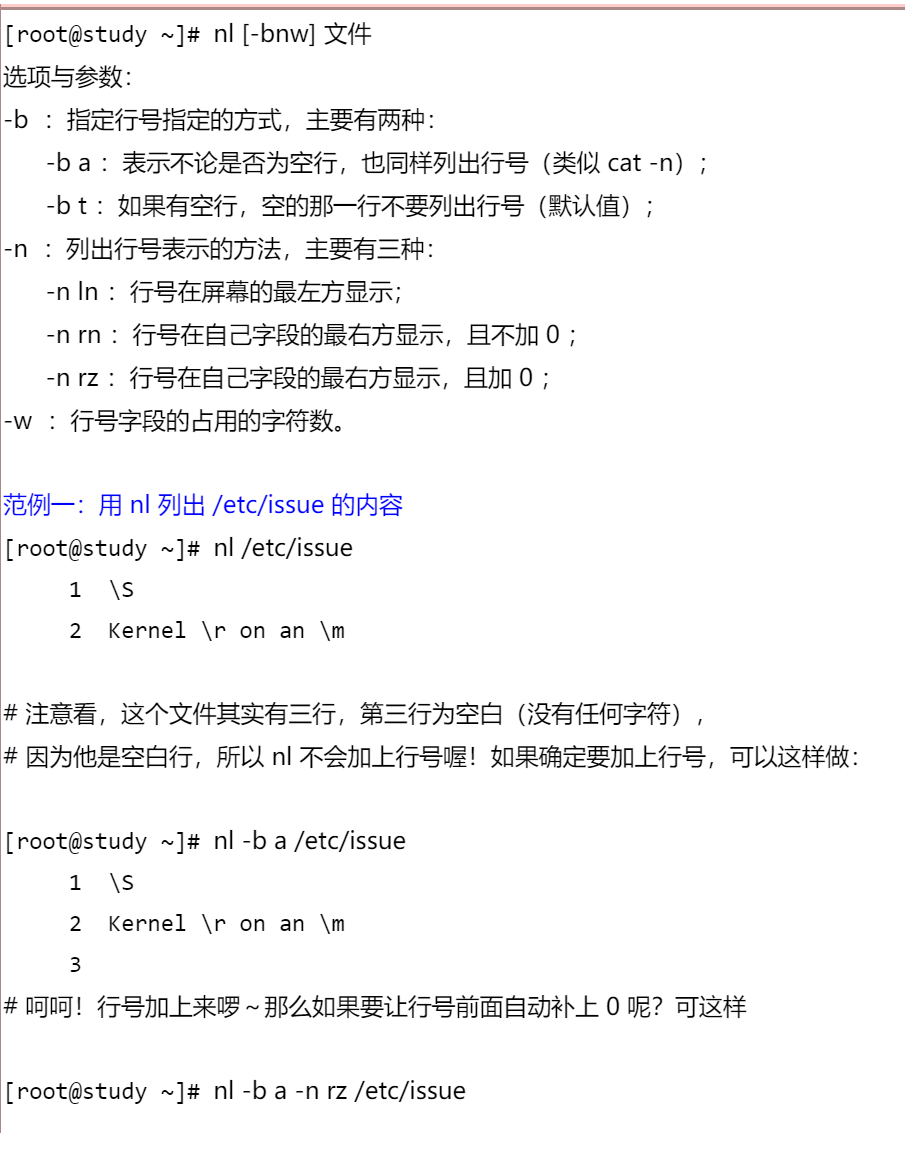 [root@study ~]# nl [-bnw] 文件
选项与参数：
-b ：指定行号指定的方式，主要有两种：
-b a ：表示不论是否为空行，也同样列出行号（类似 cat -n）；
-b t ：如果有空行，空的那一行不要列出行号（默认值）；
-n ：列出行号表示的方法，主要有三种：
-n ln ：行号在屏幕的最左方显示；
-n rn ：行号在自己字段的最右方显示，且不加 0 ；
-n rz ：行号在自己字段的最右方显示，且加 0 ；
-w ：行号字段的占用的字符数。
范例一：用 nl 列出 /etc/issue 的内容
[root@study ~]# nl /etc/issue
1 \S
2 Kernel \r on an \m
# 注意看，这个文件其实有三行，第三行为空白（没有任何字符），
# 因为他是空白行，所以 nl 不会加上行号喔！如果确定要加上行号，可以这样做：
[root@study ~]# nl -b a /etc/issue
1 \S
2 Kernel \r on an \m
3
# 呵呵！行号加上来啰～那么如果要让行号前面自动补上 0 呢？可这样
[root@study ~]# nl -b a -n rz /etc/issue